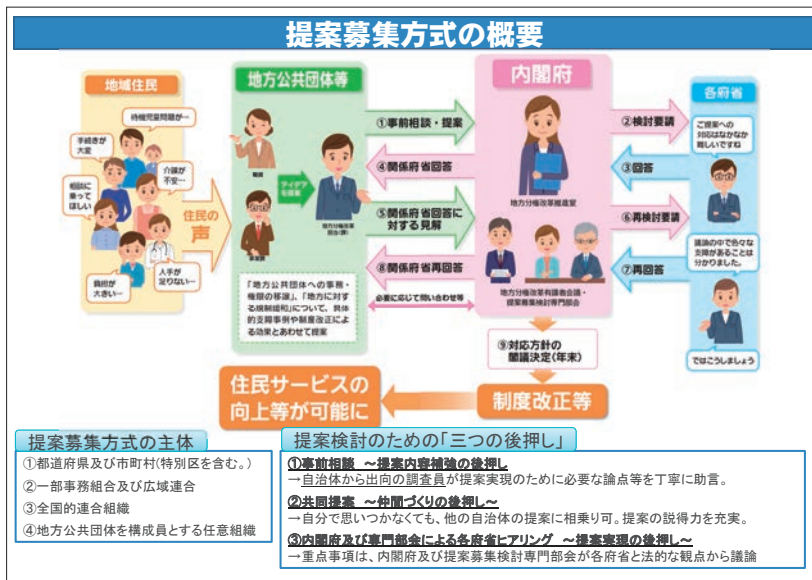 提案募集方式の概要
地域住民
待機児童問題が…
手続きが
大変
介護が
不安…
相談に
乗って
ほしい
負担が
大きい…
人手が
足りない…
住民の
声
地方公共団体等
職員
アイデア
を提案
事業課
地方分権改革
担当(課)
「地方公共団体への事務・
権限の移譲」、「地方に対す
る規制緩和」について、具体
的支障事例や制度改正によ
る効果とあわせて提案
①事前相談・提案
④関係府省回答
⑤関係府省回答に
対する見解
⑧関係府省再回答
必要に応じて問い合わせ等
内閣府
地方分権改革推進室
地方分権改革有識者会議・
提案募集検討専門部会
②検討要請
③回答
⑥再検討要請
⑦再回答
各府省
ご提案への
対応はなかなか
難しいですね
議論の中で色々な
支障があることは
分かりました。
ではこうしましょう
⑨対応方針の
閣議決定(年末)
制度改正等
住民サービスの
向上等が可能に
提案募集方式の主体
①都道府県及び市町村(特別区を含む。)
②一部事務組合及び広域連合
③全国的連合組織
④地方公共団体を構成員とする任意組織
提案検討のための「三つの後押し」
①事前相談 ～提案内容補強の後押し
→自治体から出向の調査員が提案実現のために必要な論点等を丁寧に助言。
②共同提案 ～仲間づくりの後押し～
→自分で思いつかなくても、他の自治体の提案に相乗り可。提案の説得力を充実。
③内閣府及び専門部会による各府省ヒアリング ～提案実現の後押し～
→重点事項は、内閣府及び提案募集検討専門部会が各府省と法的な観点から議論